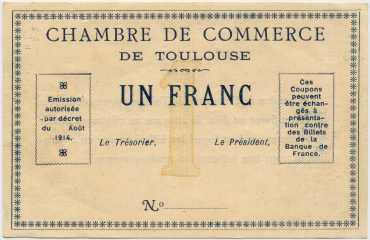 CHAMBRE DE COMMERCE
DE TOULOUSE
UN FRANC
1
Emission
autorisée
par décret
du Août
1914.
Ces
Coupons
peuvent
être échan-
gés à
présenta-
tion contre
des Billets
de la
Banque de
France.
Le Trésorier,
Le Président,
No